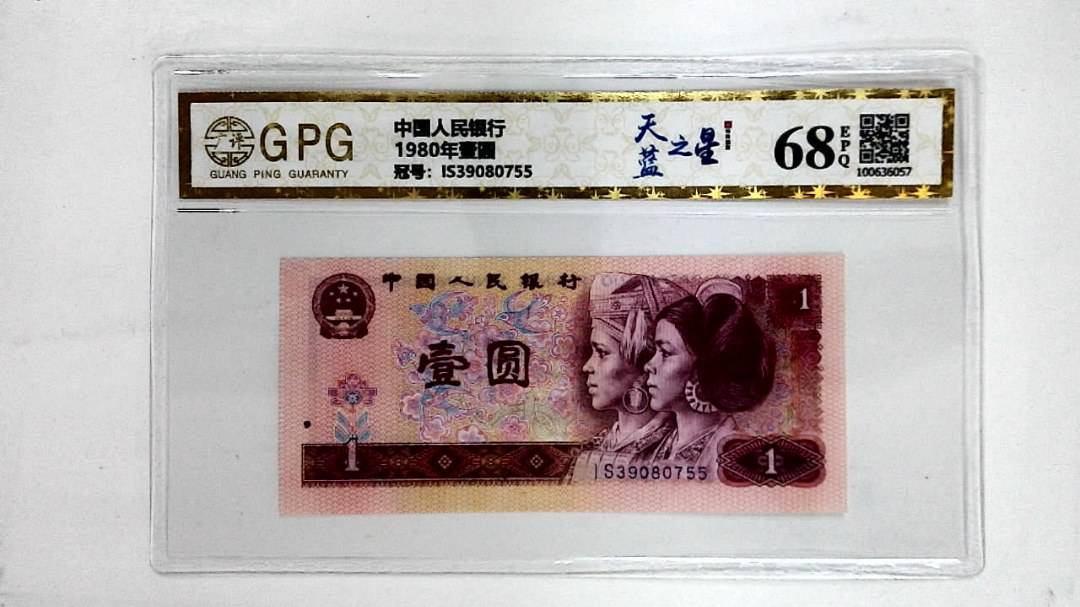 GPG
GUANG PING GUARANTY
中国人民银行
1980年壹圆
冠号：IS39080755
天蓝之星
68
EPQ
100636057
中国人民银行
壹圆
1
1
IS39080755
1